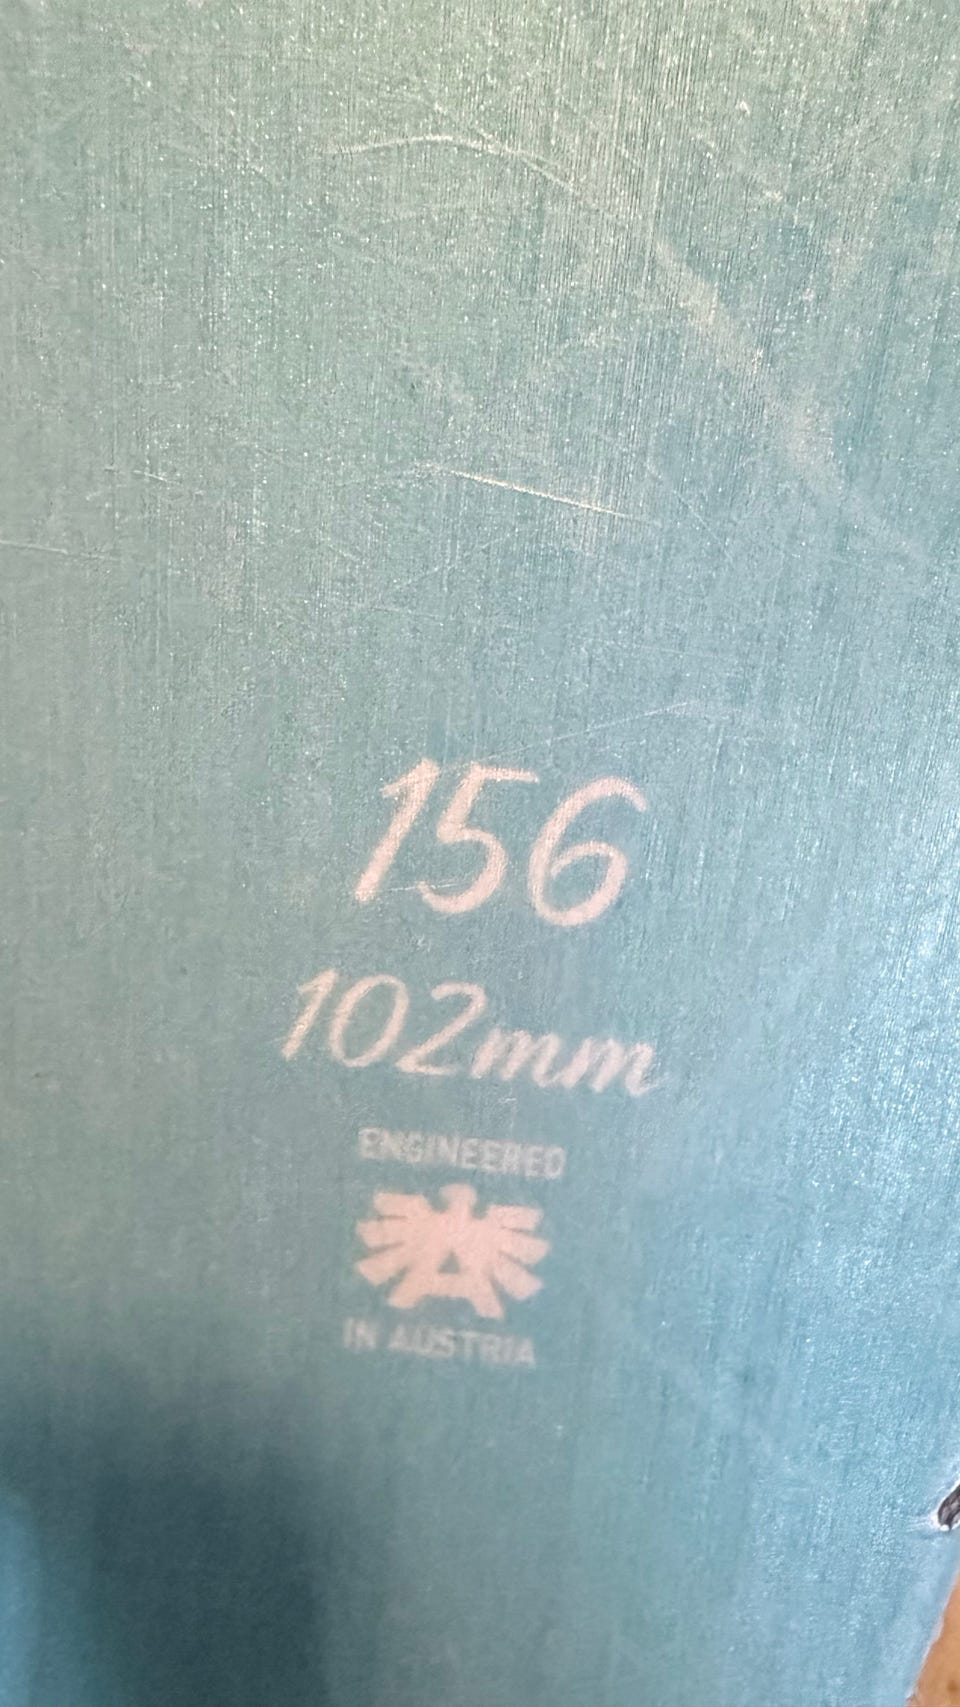 156
102mm
ENGINEERED
IN AUSTRIA